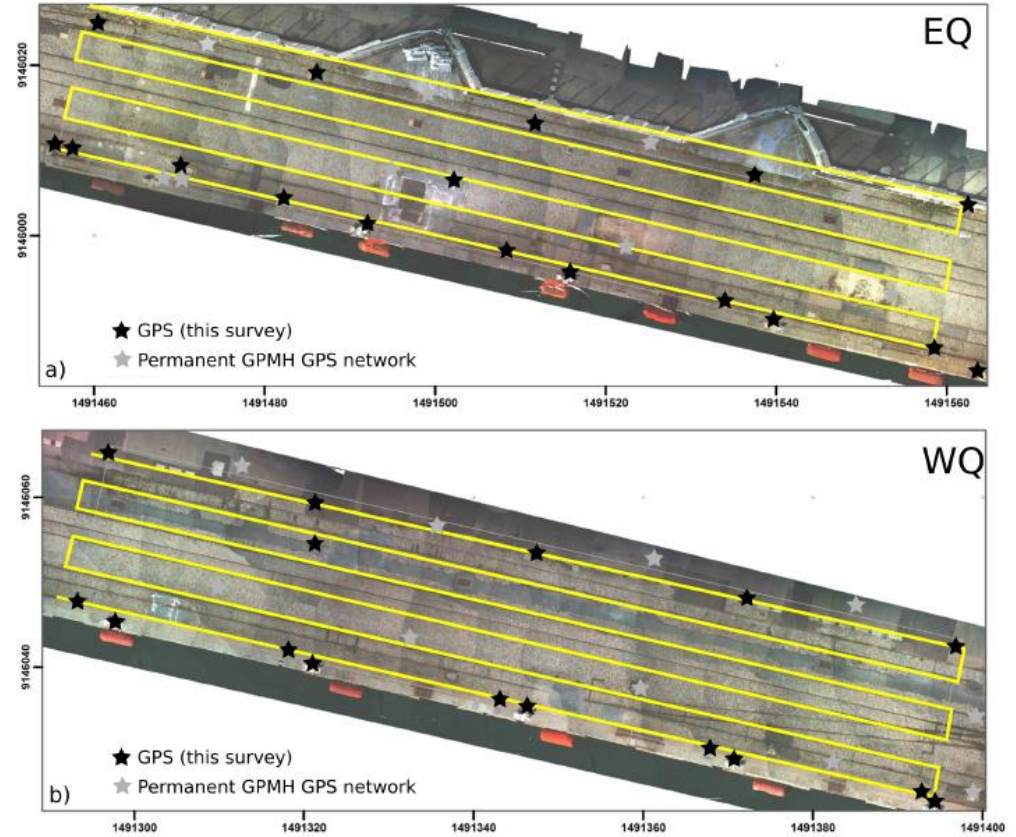 EQ
9146020
9146000
GPS (this survey)
Permanent GPMH GPS network
a)
1491460 1491480 1491500 1491520 1491540 1491560
WQ
9146060
9146040
GPS (this survey)
Permanent GPMH GPS network
b)
1491300 1491320 1491340 1491360 1491380 1491400